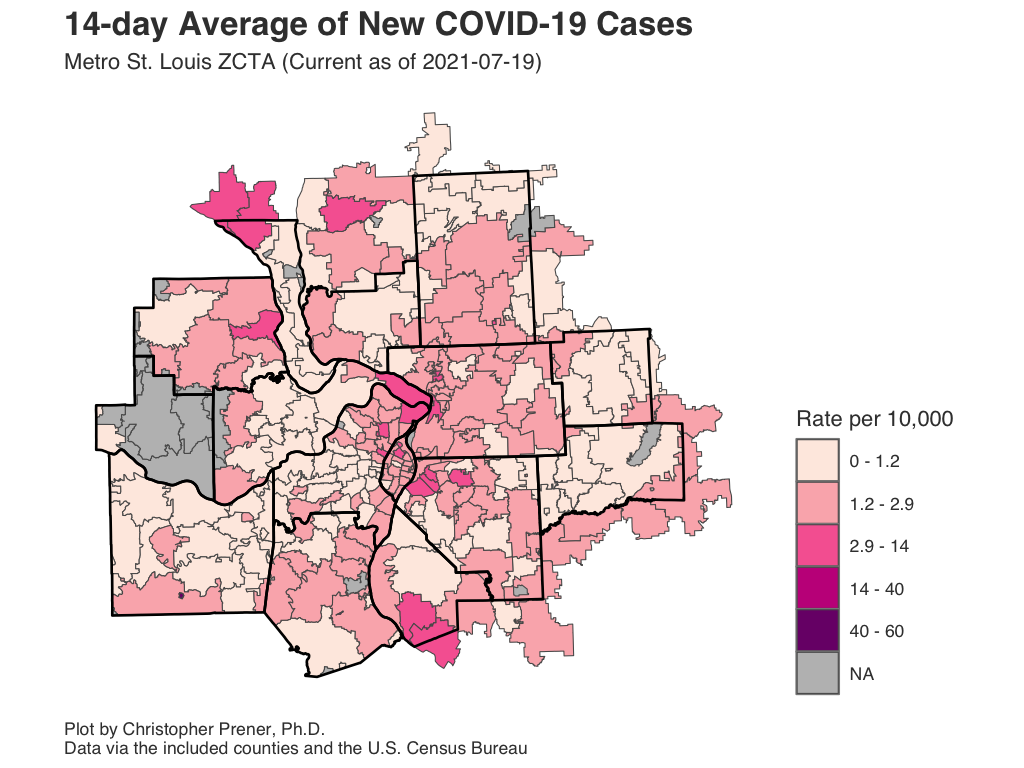 14-day Average of New COVID-19 Cases
Metro St. Louis ZCTA (Current as of 2021-07-19)
Rate per 10,000
0 - 1.2
1.2 - 2.9
2.9 - 14
14 - 40
40 - 60
NA
Plot by Christopher Prener, Ph.D.
Data via the included counties and the U.S. Census Bureau